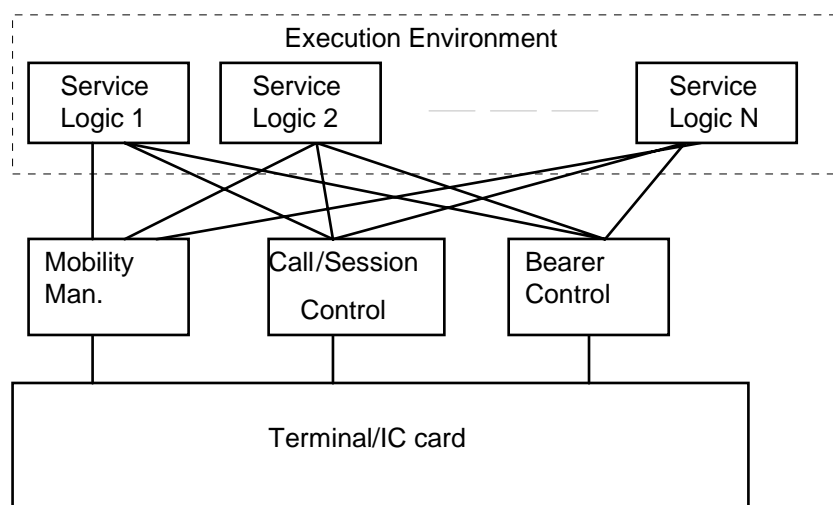 Execution Environment
Service
Logic 1
Service
Logic 2
Service
Logic N
Mobility
Man.
Call/Session
Control
Bearer
Control
Terminal/IC card